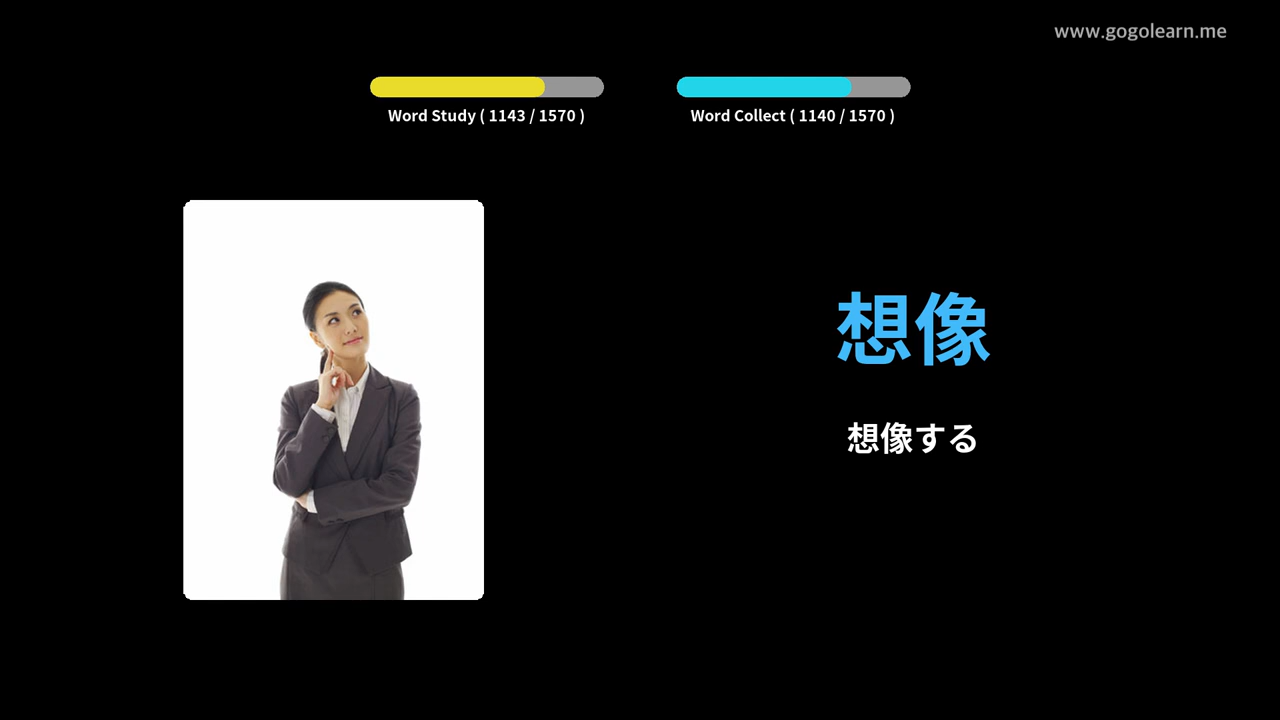 www.gogolearn.me
Word Study ( 1143 / 1570 )
Word Collect ( 1140 / 1570 )
想像
想像する